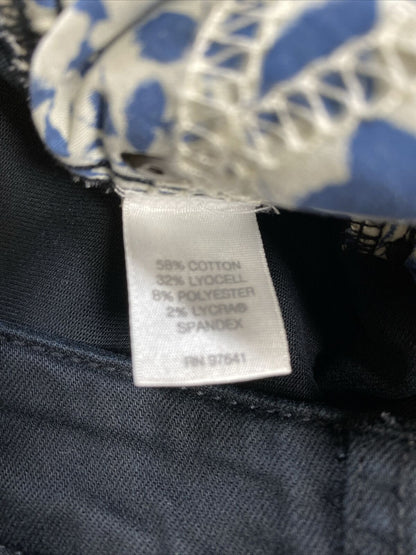 58% COTTON
32% LYOCELL
8% POLYESTER
2% LYCRA®
SPANDEX
RN 97641